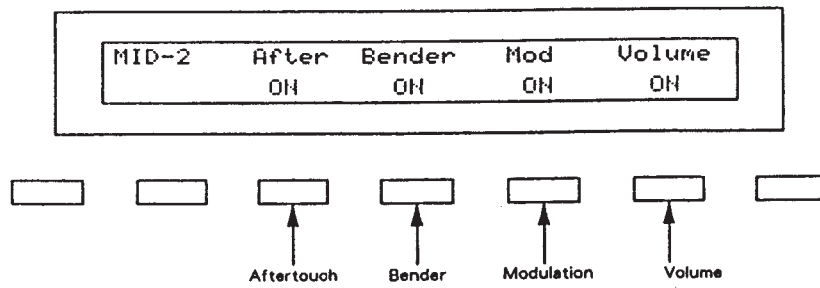 MID-2 After Bender Mod Volume
ON ON ON ON
Aftertouch Bender Modulation Volume